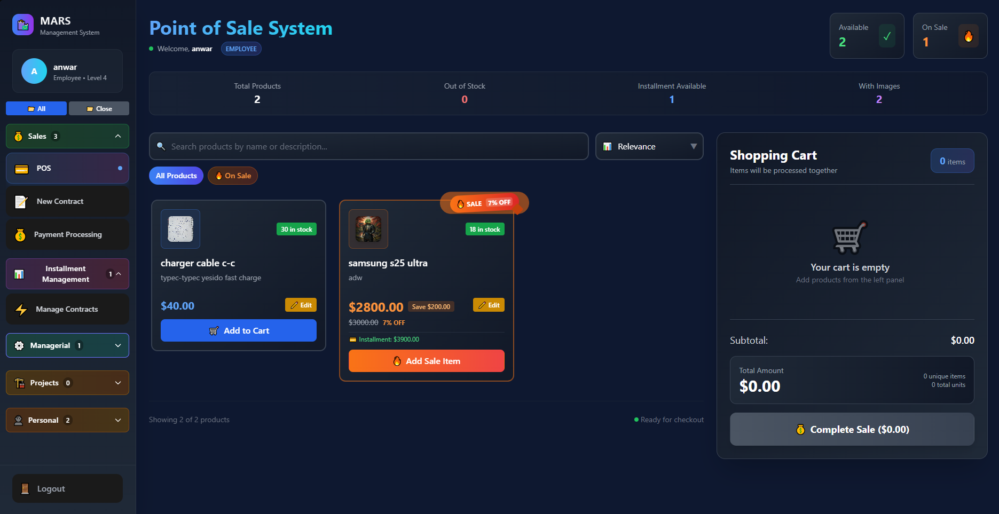 MARS
Management System
A
anwar
Employee • Level 4
All
Close
Sales 3
POS
New Contract
Payment Processing
Installment
Management
1
Manage Contracts
Managerial 1
Projects 0
Personal 2
Logout
Point of Sale System
Welcome, anwar EMPLOYEE
Available
2
On Sale
1
Total Products
2
Out of Stock
0
Installment Available
1
With Images
2
Search products by name or description...
Relevance
All Products
On Sale
30 in stock
charger cable c-c
typec-typec yesido fast charge
$40.00
Edit
Add to Cart
SALE 7% OFF
18 in stock
samsung s25 ultra
adw
$2800.00 Save $200.00
Edit
$3000.00 7% OFF
Installment: $3900.00
Add Sale Item
Showing 2 of 2 products
Ready for checkout
Shopping Cart
Items will be processed together
0 items
Your cart is empty
Add products from the left panel
Subtotal: $0.00
Total Amount
$0.00
0 unique items
0 total units
Complete Sale ($0.00)